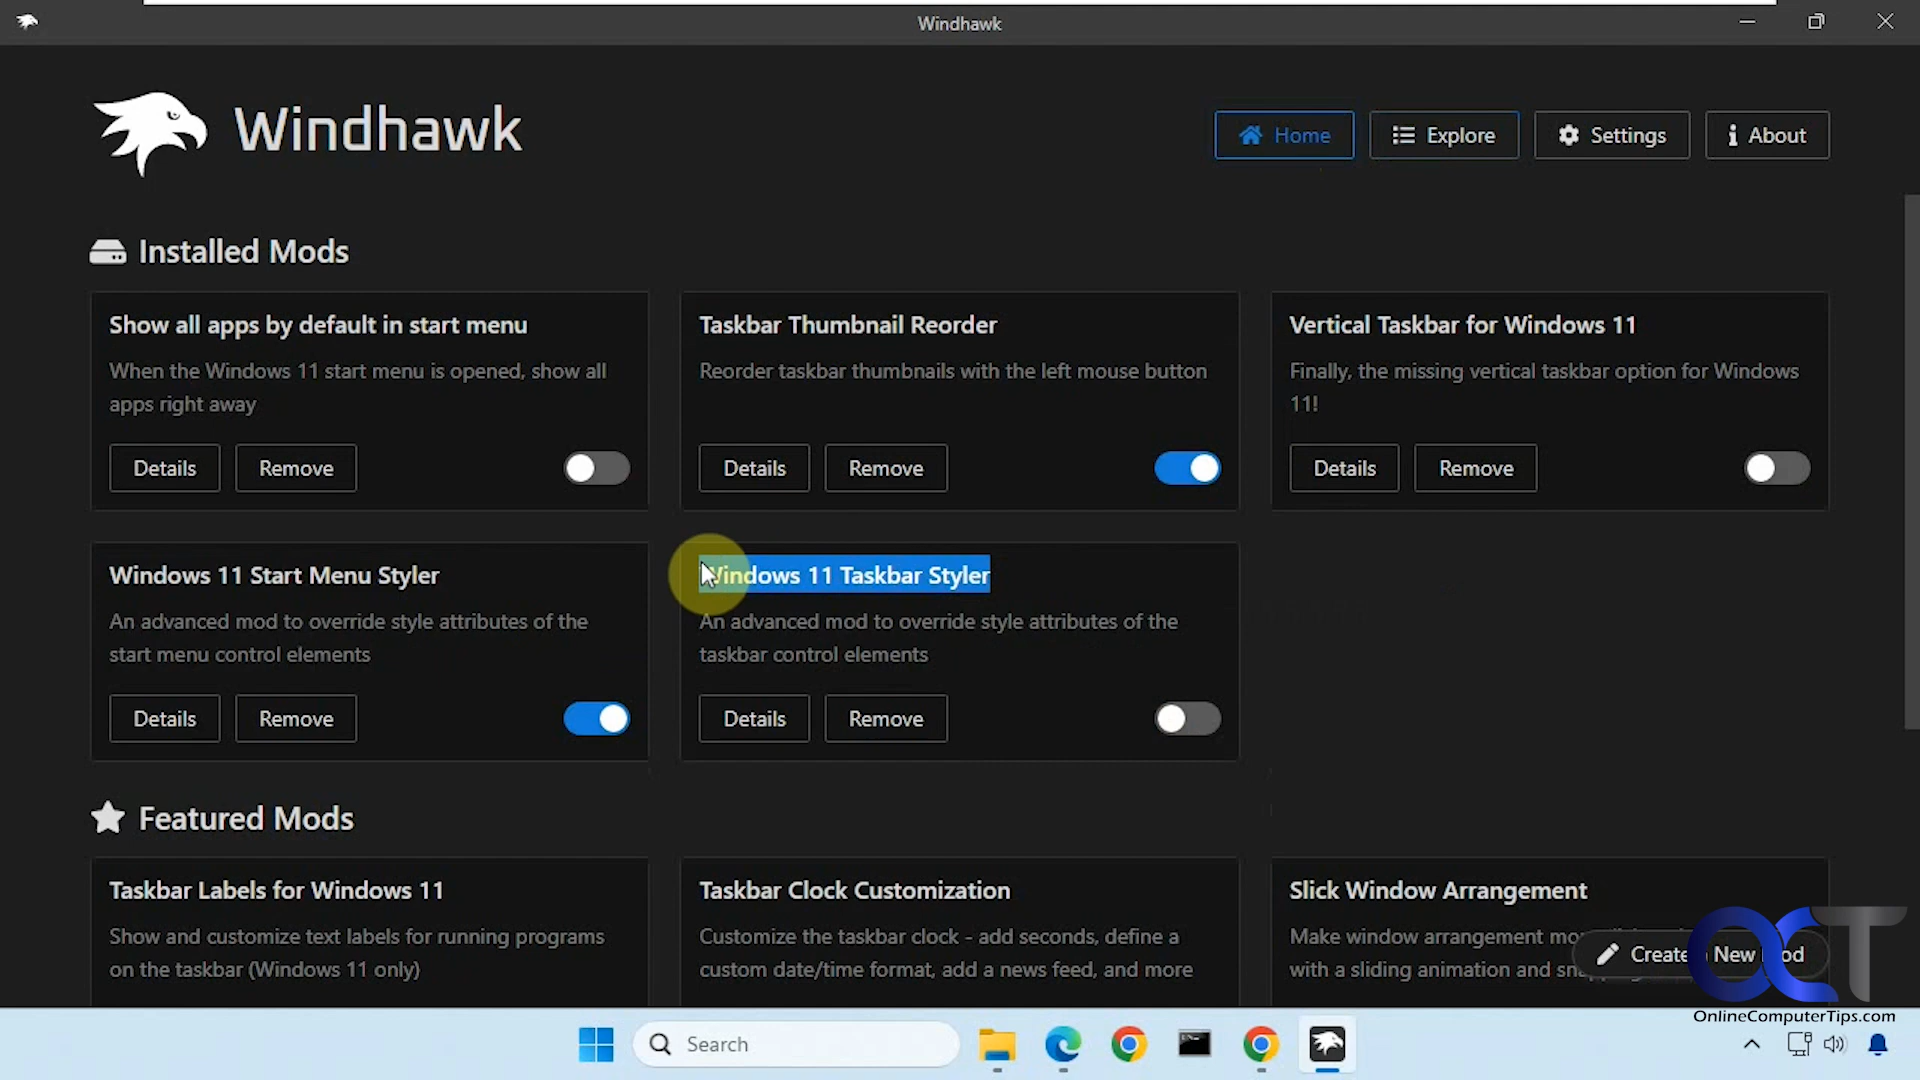 Windhawk
Windhawk
Home
Explore
Settings
About
Installed Mods
Show all apps by default in start menu
When the Windows 11 start menu is opened, show all
apps right away
Details
Remove
Taskbar Thumbnail Reorder
Reorder taskbar thumbnails with the left mouse button
Details
Remove
Vertical Taskbar for Windows 11
Finally, the missing vertical taskbar option for Windows
11!
Details
Remove
Windows 11 Start Menu Styler
An advanced mod to override style attributes of the
start menu control elements
Details
Remove
Windows 11 Taskbar Styler
An advanced mod to override style attributes of the
taskbar control elements
Details
Remove
Featured Mods
Taskbar Labels for Windows 11
Show and customize text labels for running programs
on the taskbar (Windows 11 only)
Taskbar Clock Customization
Customize the taskbar clock - add seconds, define a
custom date/time format, add a news feed, and more
Slick Window Arrangement
Make window arrangement
with a sliding animation and
Create New
OCT
OnlineComputerTips.com
Search